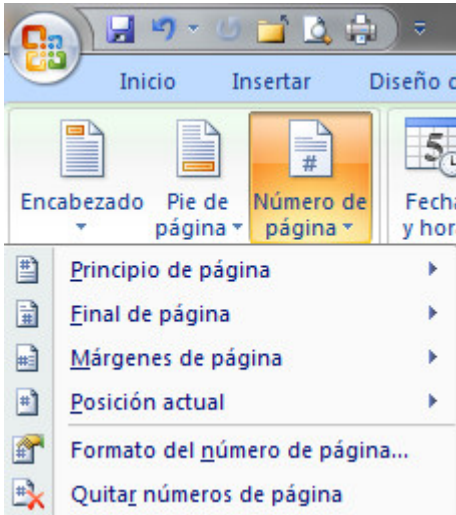 Inicio Insertar Diseño d
Encabezado Pie de Número de Fecha
página página y hor
#
5
Principio de página
#
Final de página
#
Márgenes de página
#
Posición actual
#
Formato del número de página...
#
Quitar números de página
#